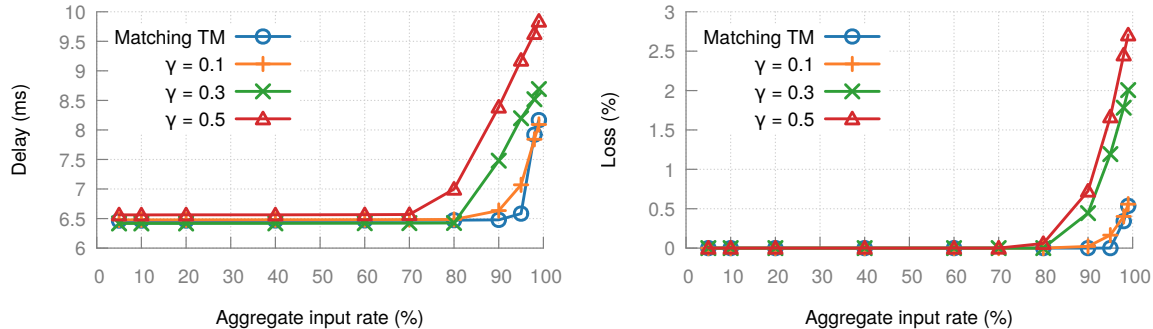 10
9.5
9
8.5
8
7.5
7
6.5
6
Delay (ms)
Matching TM
γ = 0.1
γ = 0.3
γ = 0.5
0 10 20 30 40 50 60 70 80 90 100
Aggregate input rate (%)
3
2.5
2
1.5
1
0.5
0
Loss (%)
Matching TM
γ = 0.1
γ = 0.3
γ = 0.5
0 10 20 30 40 50 60 70 80 90 100
Aggregate input rate (%)